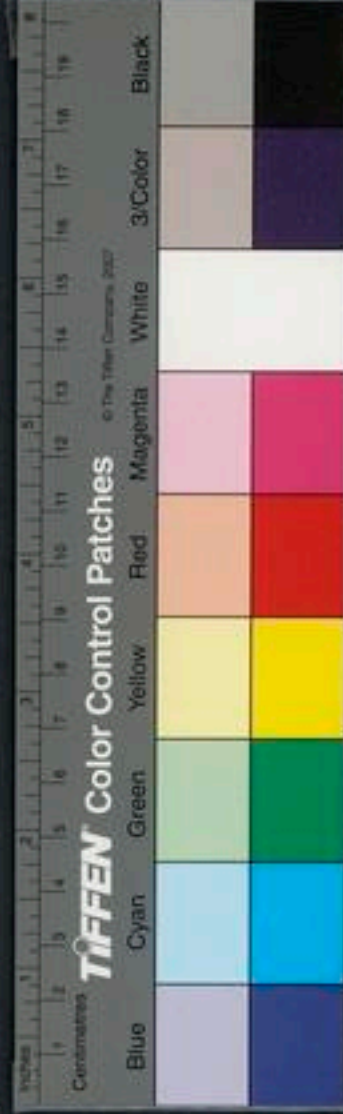 Inches 1 2 3 4 5 6 7 8
Centimetres 1 2 3 4 5 6 7 8 9 10 11 12 13 14 15 16 17 18 19
TIFFEN Color Control Patches © The Tiffen Company, 2007
Blue Cyan Green Yellow Red Magenta White 3/Color Black